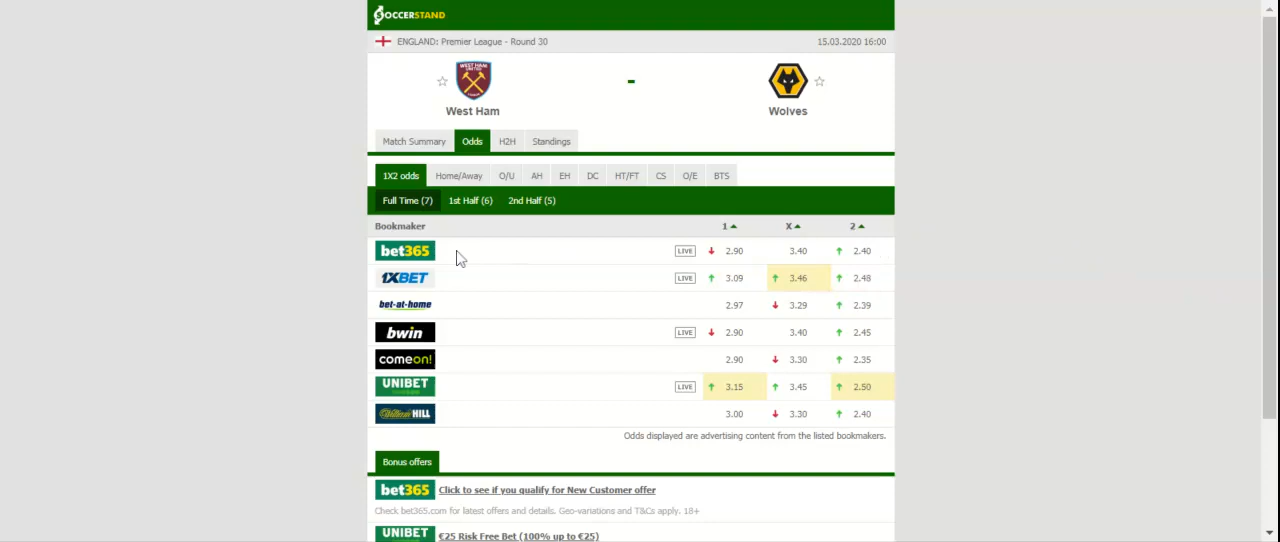 SOCCERSTAND
ENGLAND: Premier League - Round 30 15.03.2020 16:00
WEST HAM UNITED
-
West Ham Wolves
Match Summary Odds H2H Standings
1X2 odds Home/Away O/U AH EH DC HT/FT CS O/E BTS
Full Time (7) 1st Half (6) 2nd Half (5)
Bookmaker 1 X 2
bet365 LIVE 2.90 3.40 2.40
1XBET LIVE 3.09 3.46 2.48
bet-at-home 2.97 3.29 2.39
bwin LIVE 2.90 3.40 2.45
comeon! 2.90 3.30 2.35
UNIBET LIVE 3.15 3.45 2.50
William HILL 3.00 3.30 2.40
Odds displayed are advertising content from the listed bookmakers.
Bonus offers
bet365 Click to see if you qualify for New Customer offer
Check bet365.com for latest offers and details. Geo-variations and T&Cs apply. 18+
UNIBET €25 Risk Free Bet (100% up to €25)